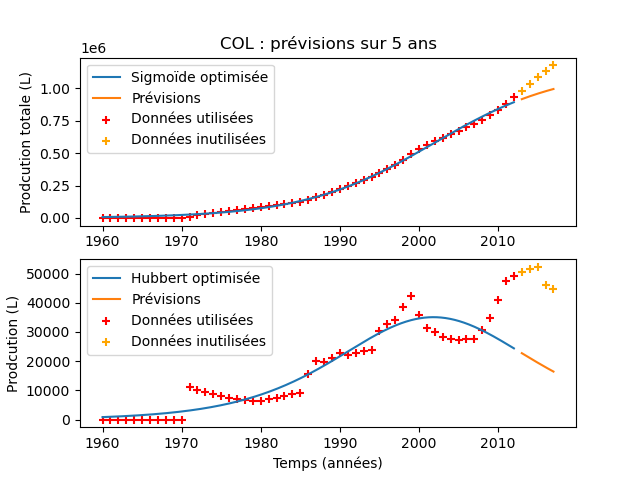 COL : prévisions sur 5 ans
1e6
Prodcution totale (L)
1.00
0.75
0.50
0.25
0.00
Sigmoïde optimisée
Prévisions
Données utilisées
Données inutilisées
1960 1970 1980 1990 2000 2010
Prodcution (L)
50000
40000
30000
20000
10000
0
Hubbert optimisée
Prévisions
Données utilisées
Données inutilisées
1960 1970 1980 1990 2000 2010
Temps (années)